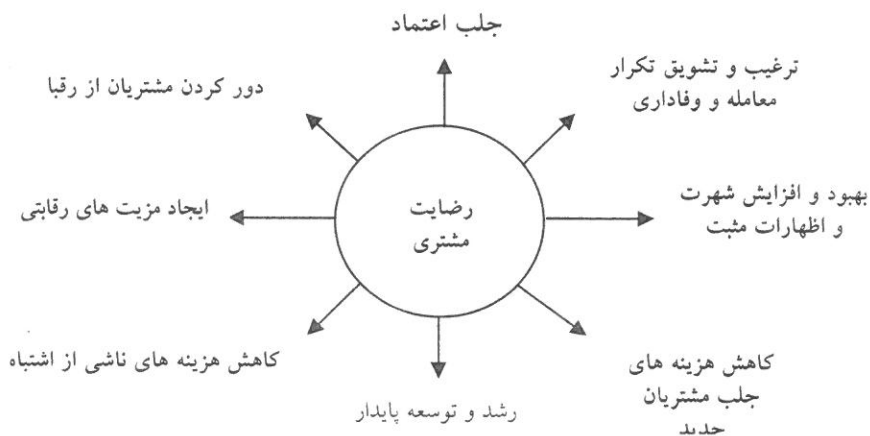 جلب اعتماد
ترغیب و تشویق تکرار
معامله و وفاداری
دور کردن مشتریان از رقبا
بهبود و افزایش شهرت
و اظهارات مثبت
رضایت
مشتری
ایجاد مزیت های رقابتی
کاهش هزینه های
جلب مشتریان
جدید
کاهش هزینه های ناشی از اشتباه
رشد و توسعه پایدار